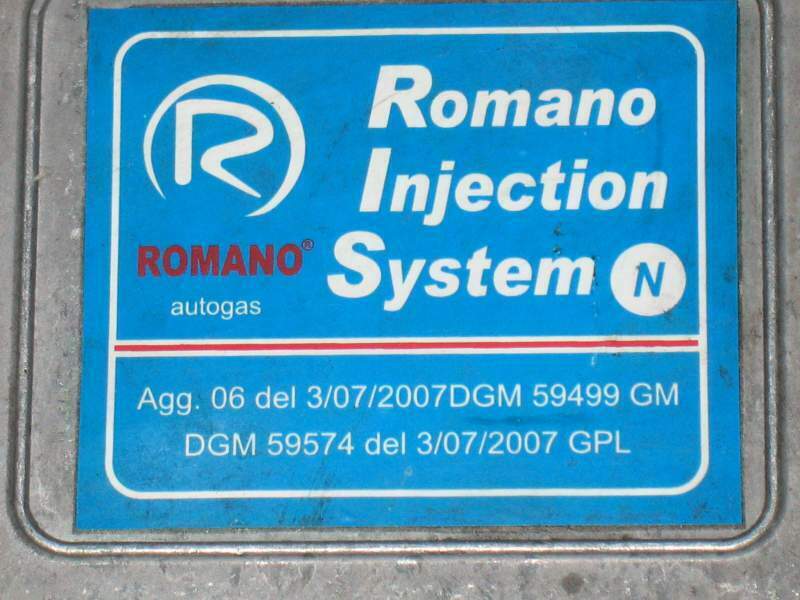 R
ROMANO®
autogas
Romano
Injection
System N
Agg. 06 del 3/07/2007DGM 59499 GM
DGM 59574 del 3/07/2007 GPL